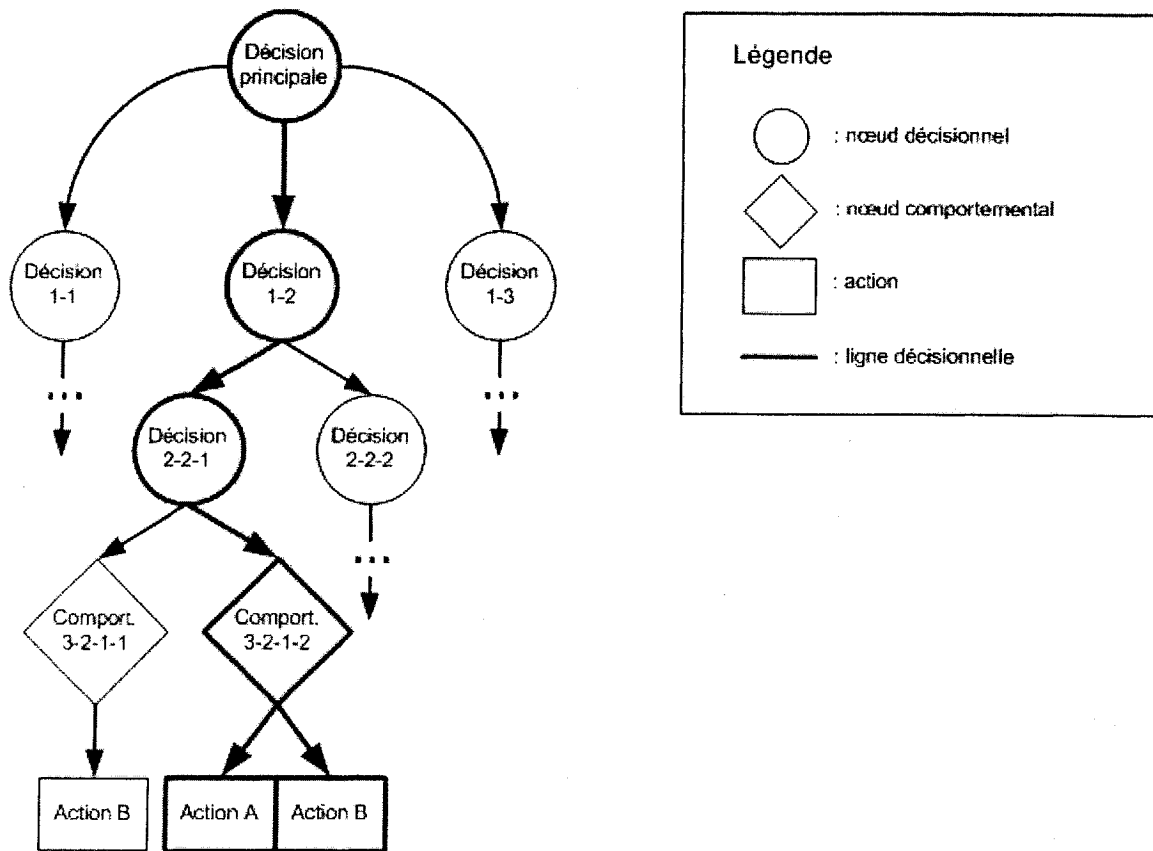 Décision
principale
Décision
1-1
Décision
1-2
Décision
1-3
...
...
Décision
2-2-1
Décision
2-2-2
...
Comport.
3-2-1-1
Comport.
3-2-1-2
Action B
Action A
Action B
Légende
: nœud décisionnel
: nœud comportemental
: action
: ligne décisionnelle